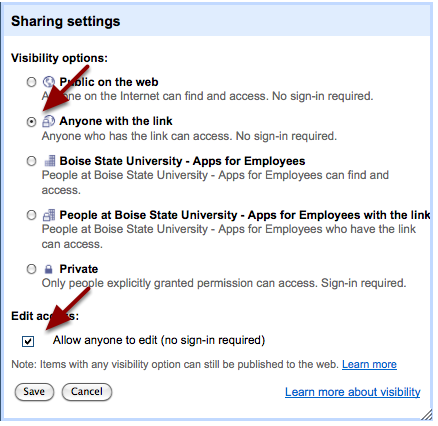 Sharing settings
Visibility options:
Public on the web
Anyone on the Internet can find and access. No sign-in required.
Anyone with the link
Anyone who has the link can access. No sign-in required.
Boise State University - Apps for Employees
People at Boise State University - Apps for Employees can find and
access.
People at Boise State University - Apps for Employees with the link
People at Boise State University - Apps for Employees who have the link
can access.
Private
Only people explicitly granted permission can access. Sign-in required.
Edit access:
Allow anyone to edit (no sign-in required)
Note: Items with any visibility option can still be published to the web. Learn more
Save Cancel Learn more about visibility